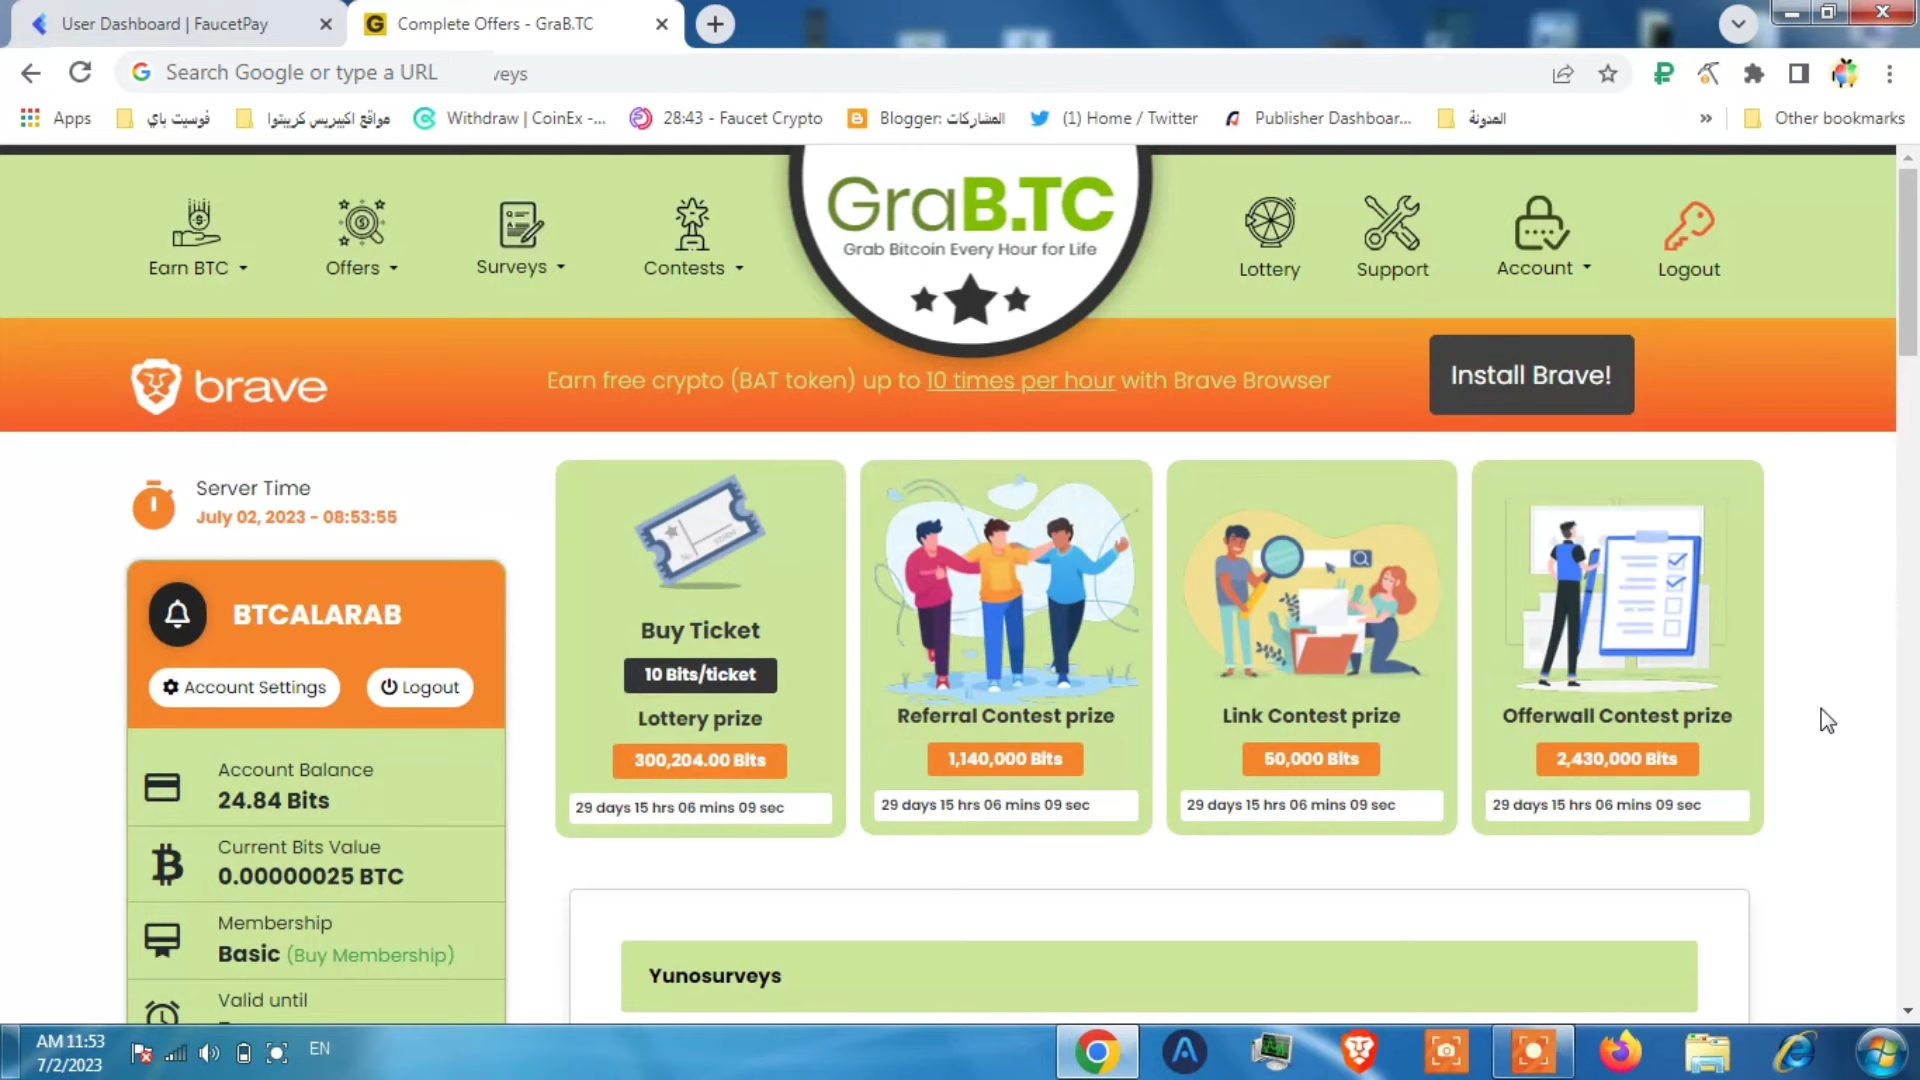 User Dashboard | FaucetPay
Complete Offers - GraB.TC
Search Google or type a URL
veys
Apps
فوسيت باي
مواقع اكبيريس كريبتوا
Withdraw | CoinEx -...
28:43 - Faucet Crypto
Blogger: المشاركات
(1) Home / Twitter
Publisher Dashboar...
المدونة
»
Other bookmarks
Earn BTC
Offers
Surveys
Contests
GraB.TC
Grab Bitcoin Every Hour for Life
Lottery
Support
Account
Logout
brave
Earn free crypto (BAT token) up to 10 times per hour with Brave Browser
Install Brave!
Server Time
July 02, 2023 - 08:53:55
BTCALARAB
Account Settings
Logout
Account Balance
24.84 Bits
Current Bits Value
0.00000025 BTC
Membership
Basic (Buy Membership)
Valid until
Buy Ticket
10 Bits/ticket
Lottery prize
300,204.00 Bits
29 days 15 hrs 06 mins 09 sec
Referral Contest prize
1,140,000 Bits
29 days 15 hrs 06 mins 09 sec
Link Contest prize
50,000 Bits
29 days 15 hrs 06 mins 09 sec
Offerwall Contest prize
2,430,000 Bits
29 days 15 hrs 06 mins 09 sec
Yunosurveys
AM 11:53
7/2/2023
EN